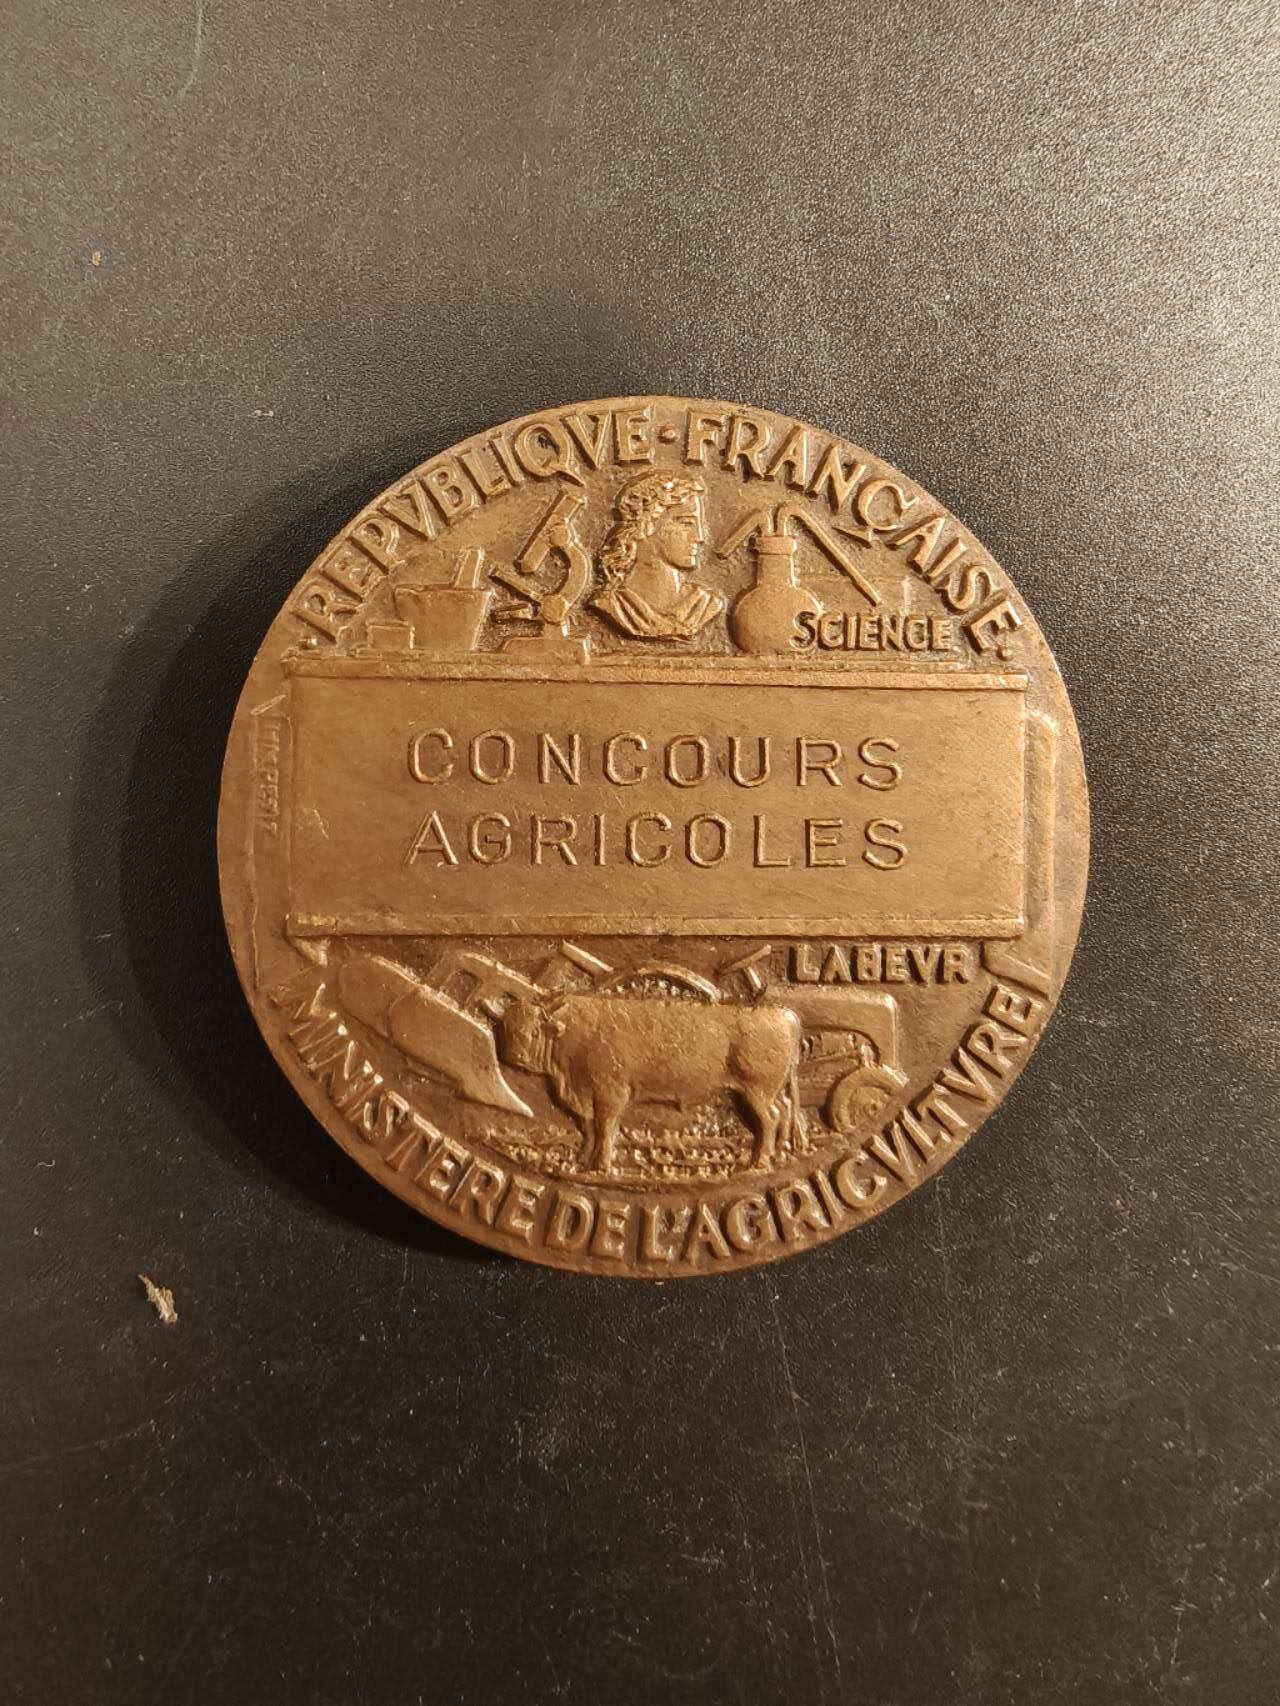 ·REPVBLIQVE·FRANÇAISE·
SCIENCE
CONCOURS
AGRICOLES
LABEVR
MINISTERE DE L'AGRICVLTVRE